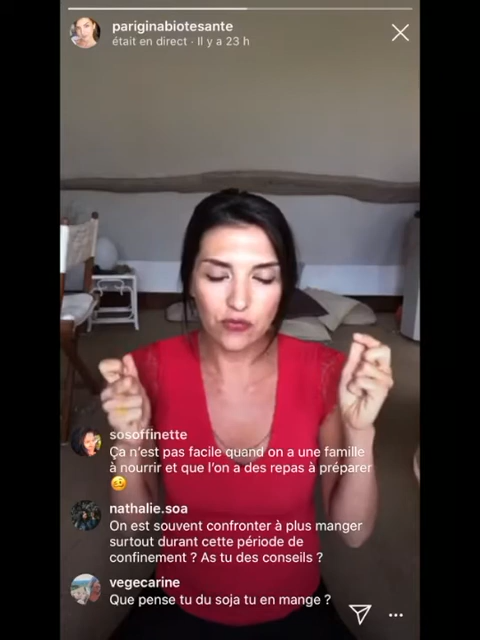 pariginabiotesante
était en direct · Il y a 23 h
sosoffinette
Ça n'est pas facile quand on a une famille
à nourrir et que l'on a des repas à préparer
🥴
nathalie.soa
On est souvent confronter à plus manger
surtout durant cette période de
confinement ? As tu des conseils ?
vegecarine
Que pense tu du soja tu en mange ?